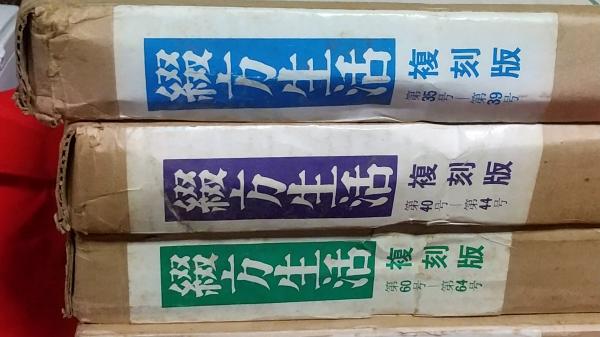 綴方生活
複刻版
第35号―第39号
綴方生活
複刻版
第40号―第44号
綴方生活
複刻版
第60号―第64号